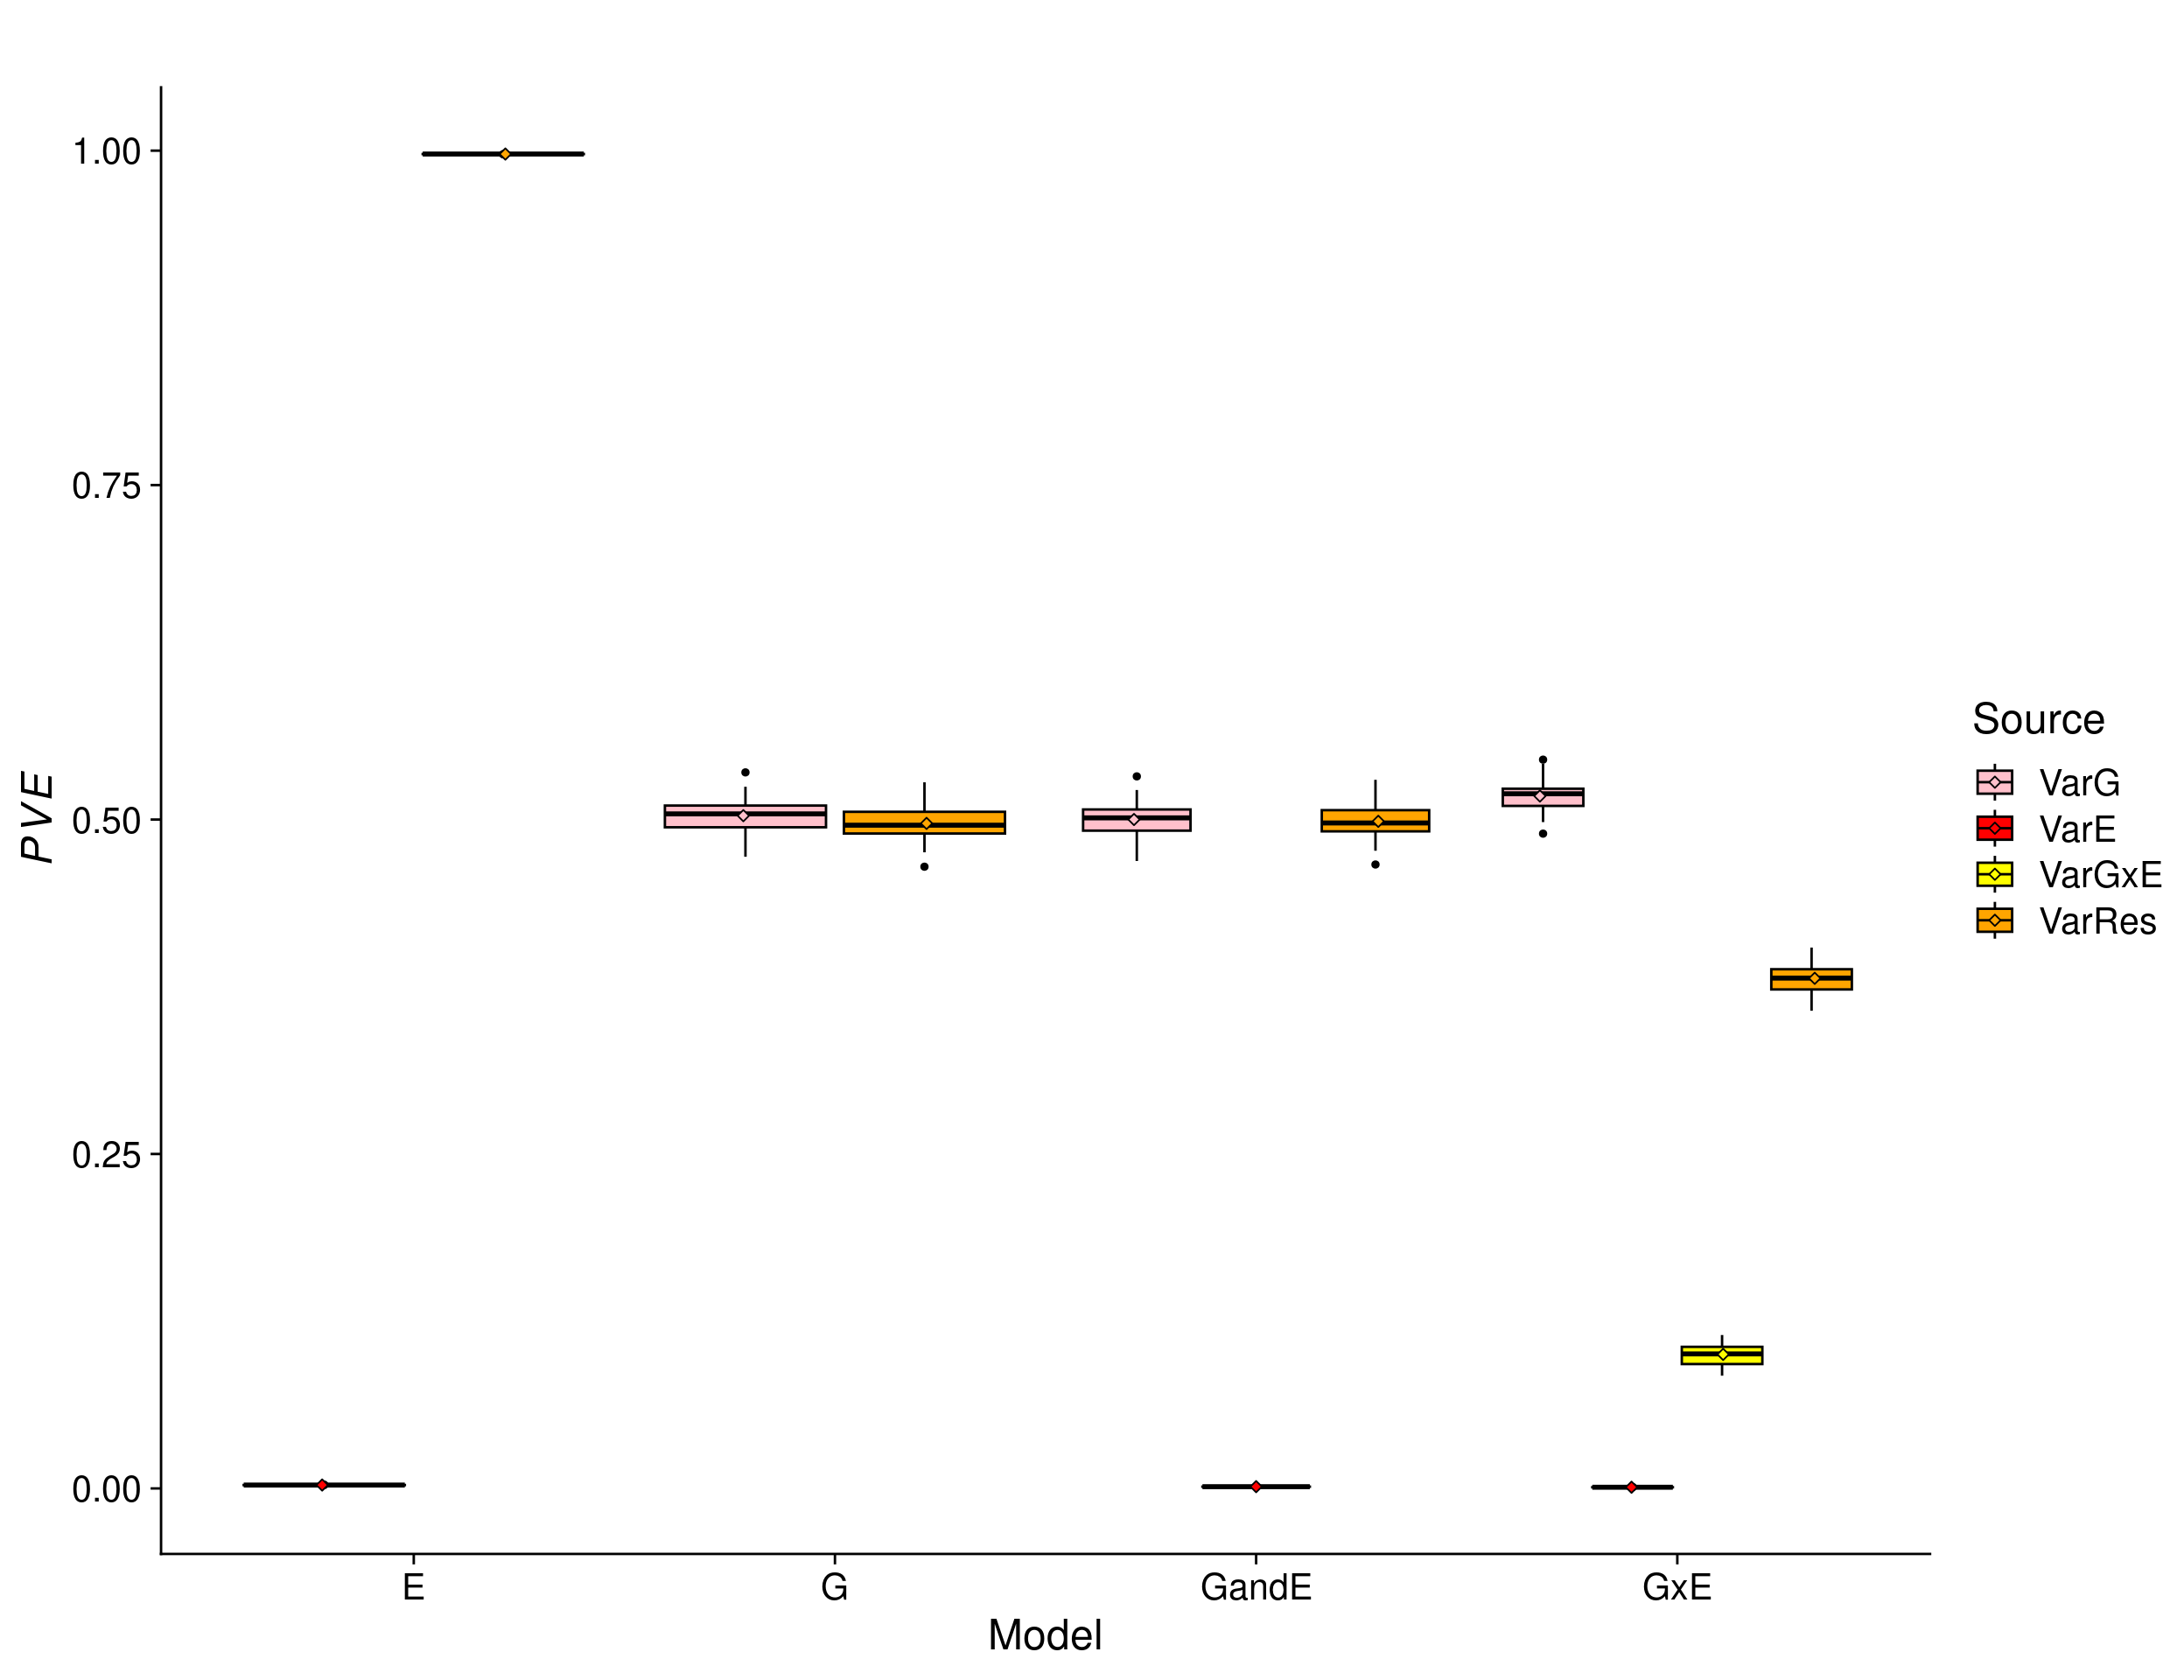 1.00
0.75
0.50
0.25
0.00
PVE
E
G
GandE
GxE
Model
Source
VarG
VarE
VarGxE
VarRes